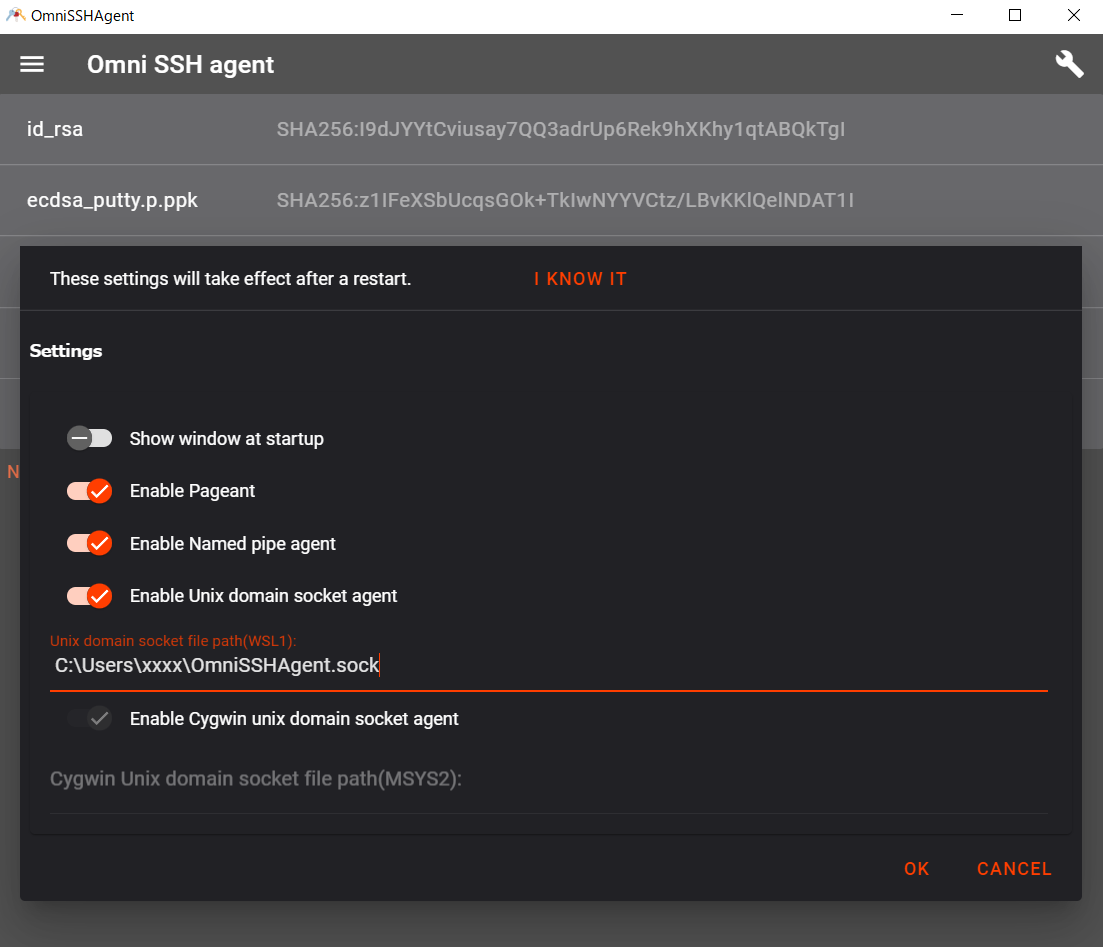 OmniSSHAgent
Omni SSH agent
id_rsa SHA256:I9dJYYtCviusay7QQ3adrUp6Rek9hXKhy1qtABQkTgI
ecdsa_putty.p.ppk SHA256:z1IFeXSbUcqsGOk+TkIwNYYVCtz/LBvKKlQelNDAT1I
These settings will take effect after a restart. I KNOW IT
Settings
Show window at startup
Enable Pageant
Enable Named pipe agent
Enable Unix domain socket agent
Unix domain socket file path(WSL1):
C:\Users\xxxx\OmniSSHAgent.sock
Enable Cygwin unix domain socket agent
Cygwin Unix domain socket file path(MSYS2):
OK CANCEL